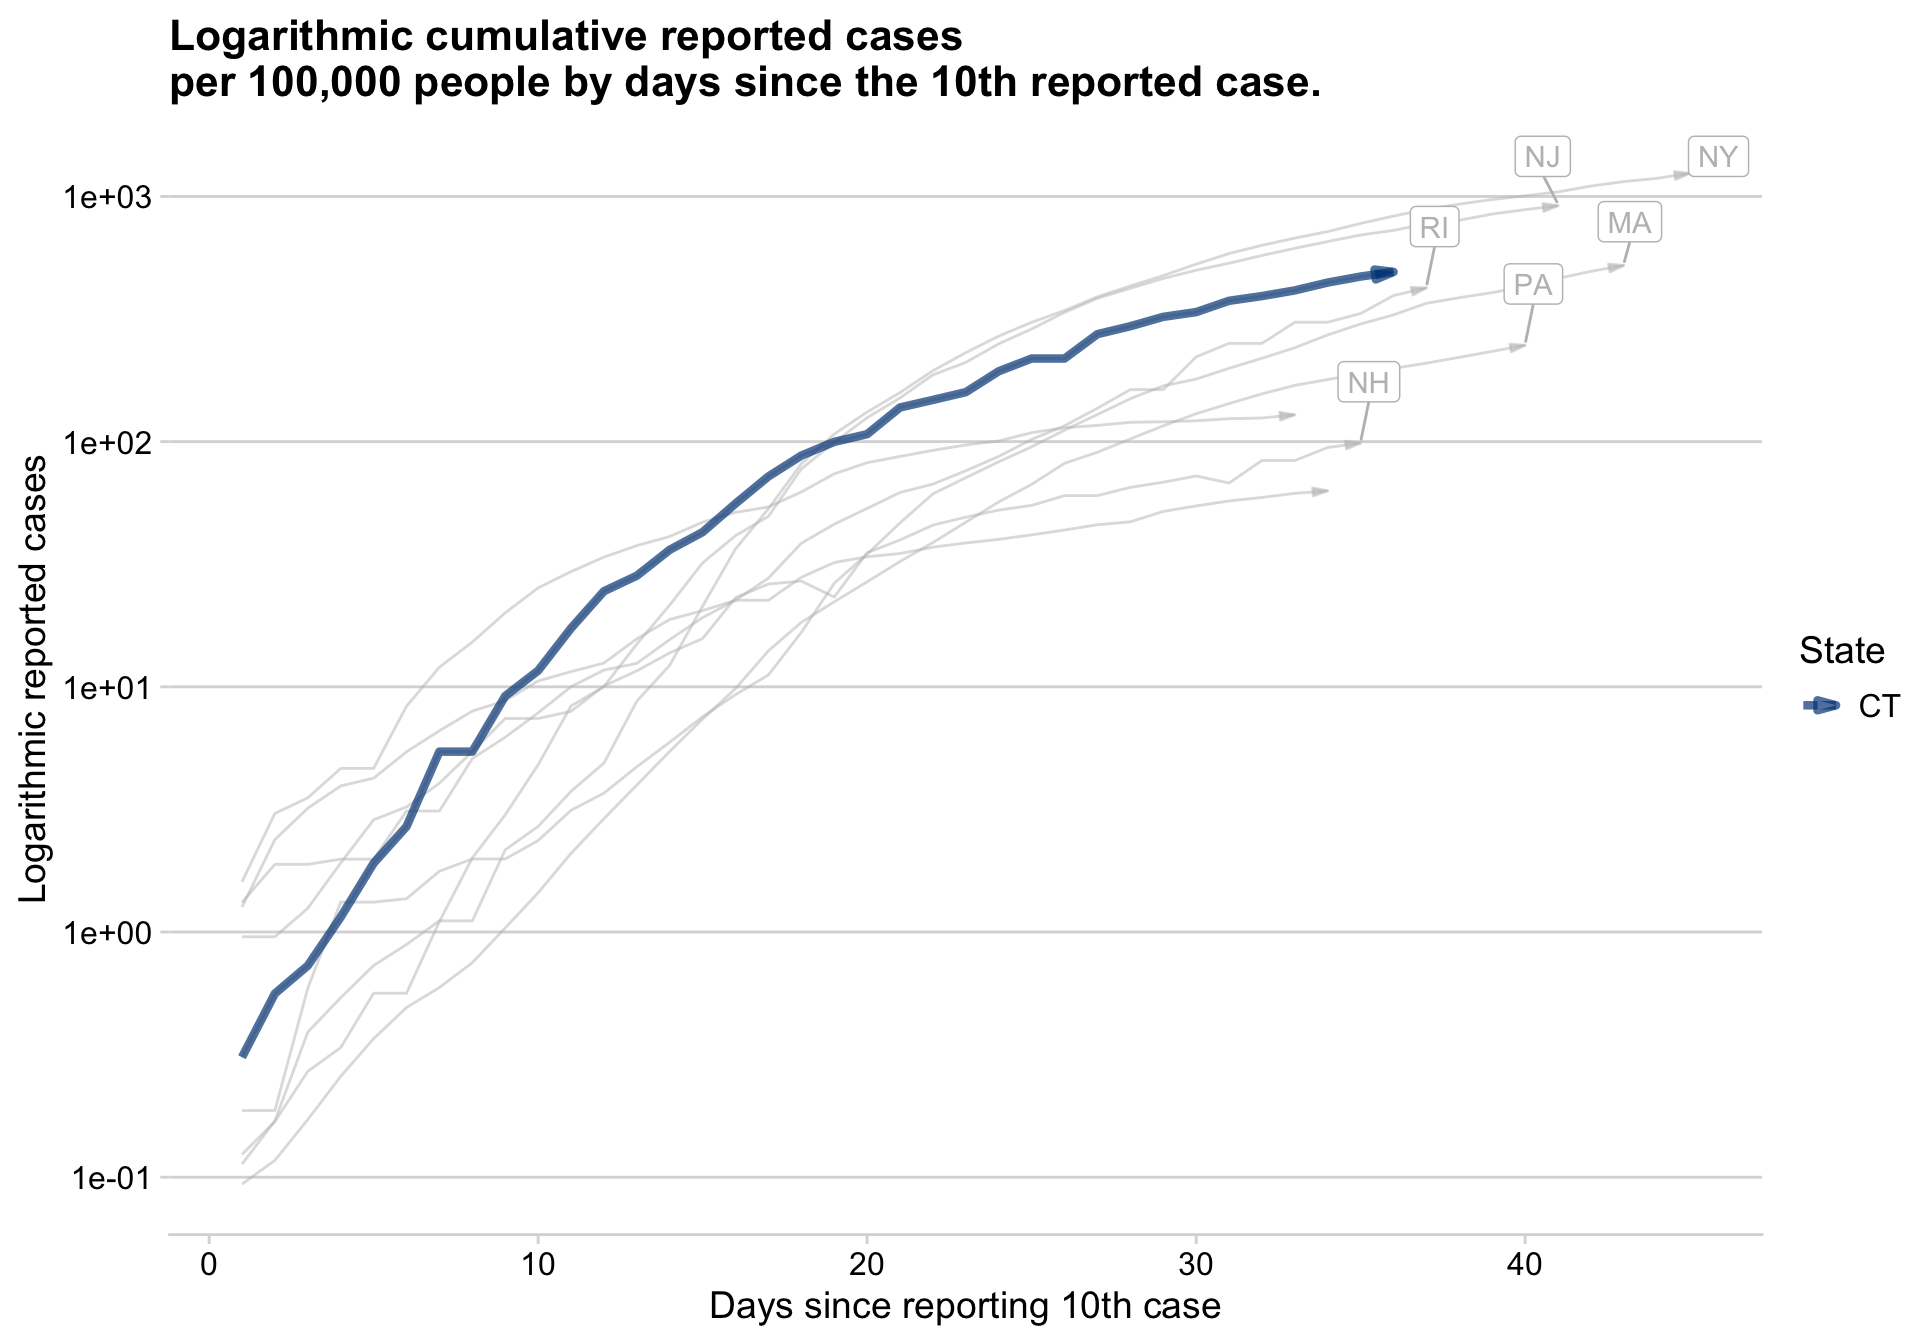 Logarithmic cumulative reported cases
per 100,000 people by days since the 10th reported case.
NJ
NY
RI
MA
PA
NH
1e+03
1e+02
1e+01
1e+00
1e-01
Logarithmic reported cases
State
CT
0
10
20
30
40
Days since reporting 10th case